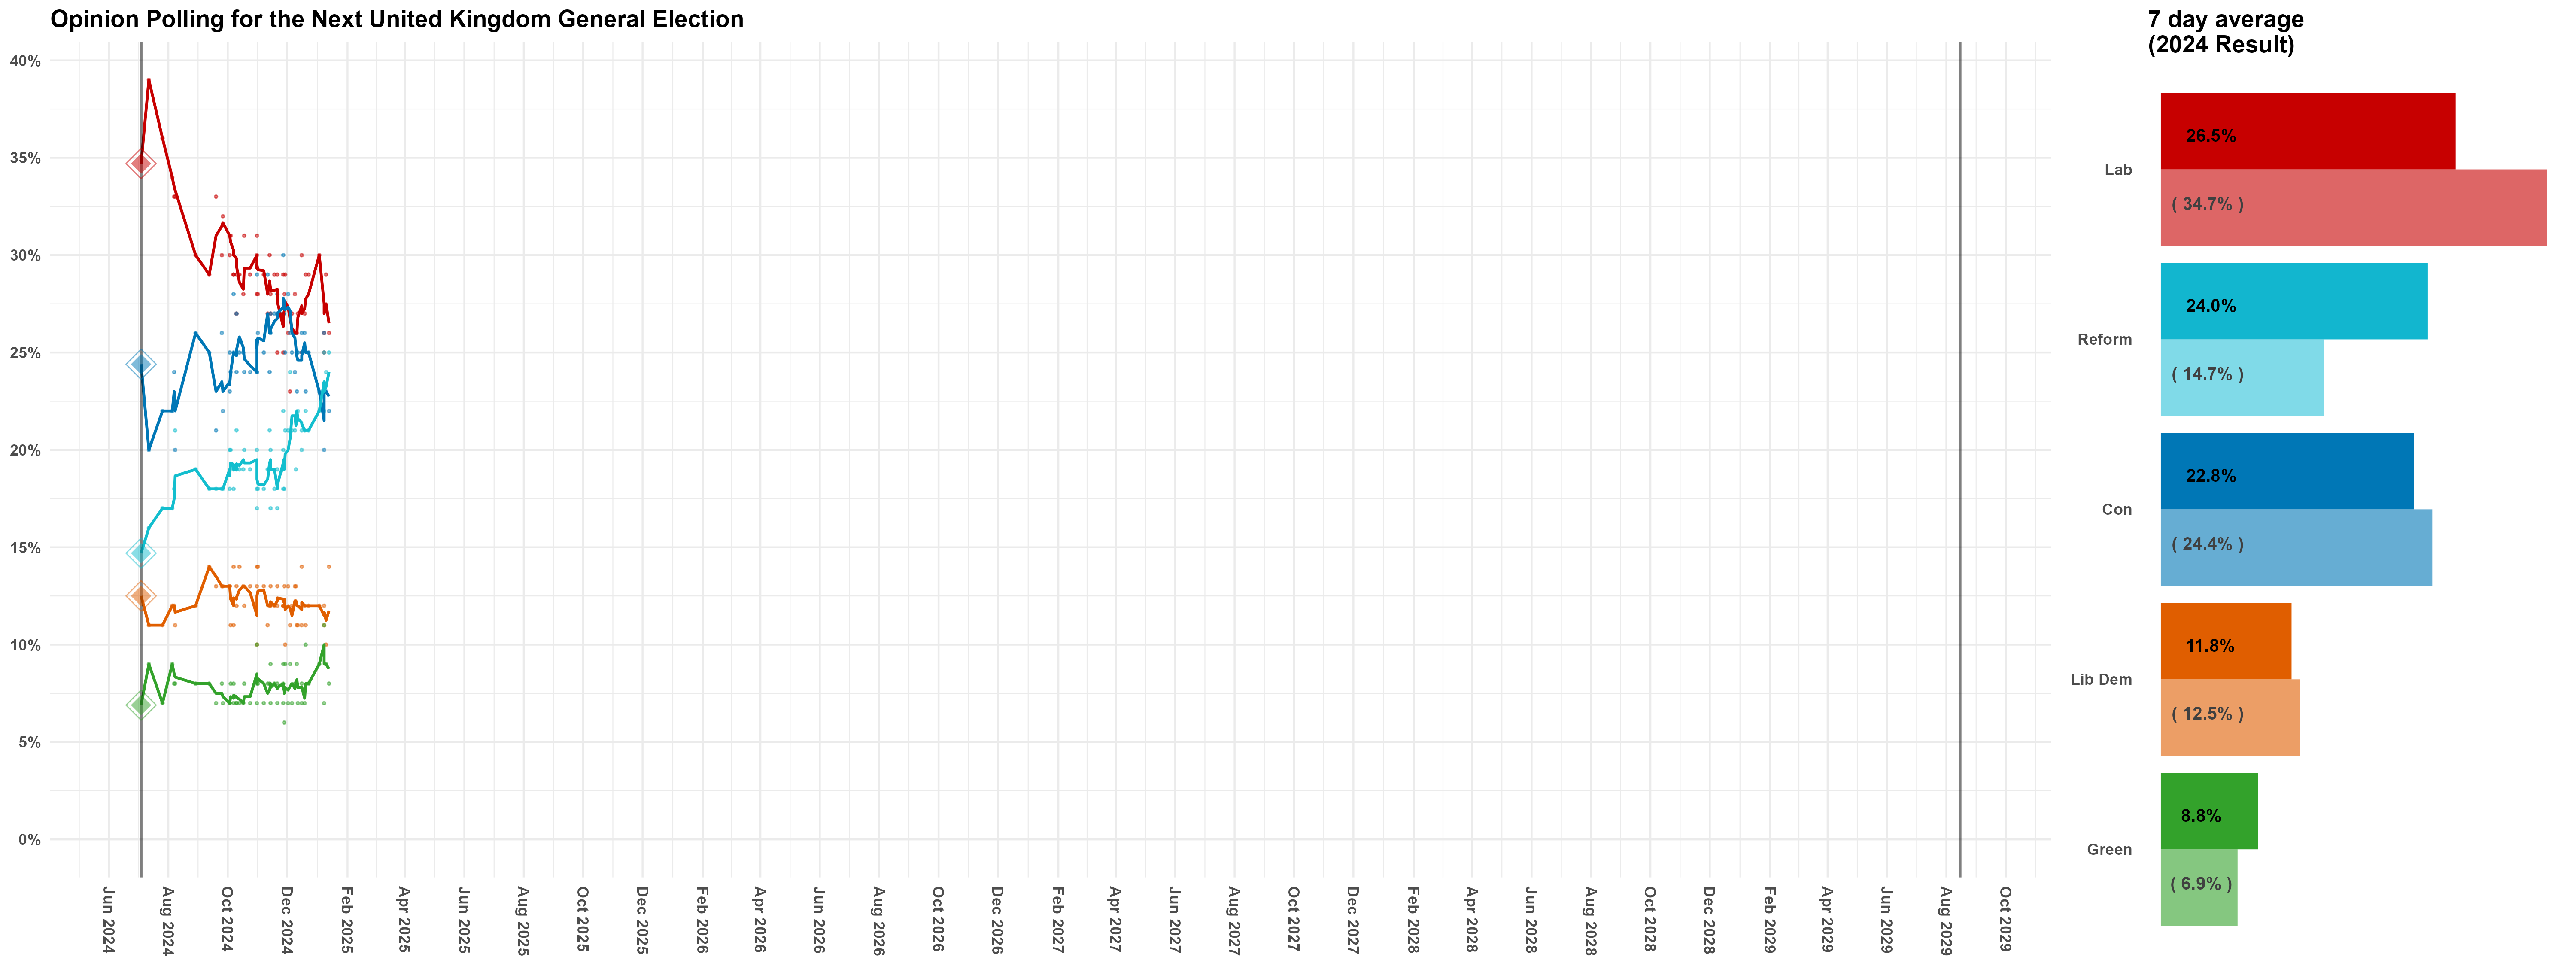 Opinion Polling for the Next United Kingdom General Election
40%
35%
30%
25%
20%
15%
10%
5%
0%
Jun 2024
Aug 2024
Oct 2024
Dec 2024
Feb 2025
Apr 2025
Jun 2025
Aug 2025
Oct 2025
Dec 2025
Feb 2026
Apr 2026
Jun 2026
Aug 2026
Oct 2026
Dec 2026
Feb 2027
Apr 2027
Jun 2027
Aug 2027
Oct 2027
Dec 2027
Feb 2028
Apr 2028
Jun 2028
Aug 2028
Oct 2028
Dec 2028
Feb 2029
Apr 2029
Jun 2029
Aug 2029
Oct 2029
7 day average
(2024 Result)
Lab
26.5%
( 34.7% )
Reform
24.0%
( 14.7% )
Con
22.8%
( 24.4% )
Lib Dem
11.8%
( 12.5% )
Green
8.8%
( 6.9% )